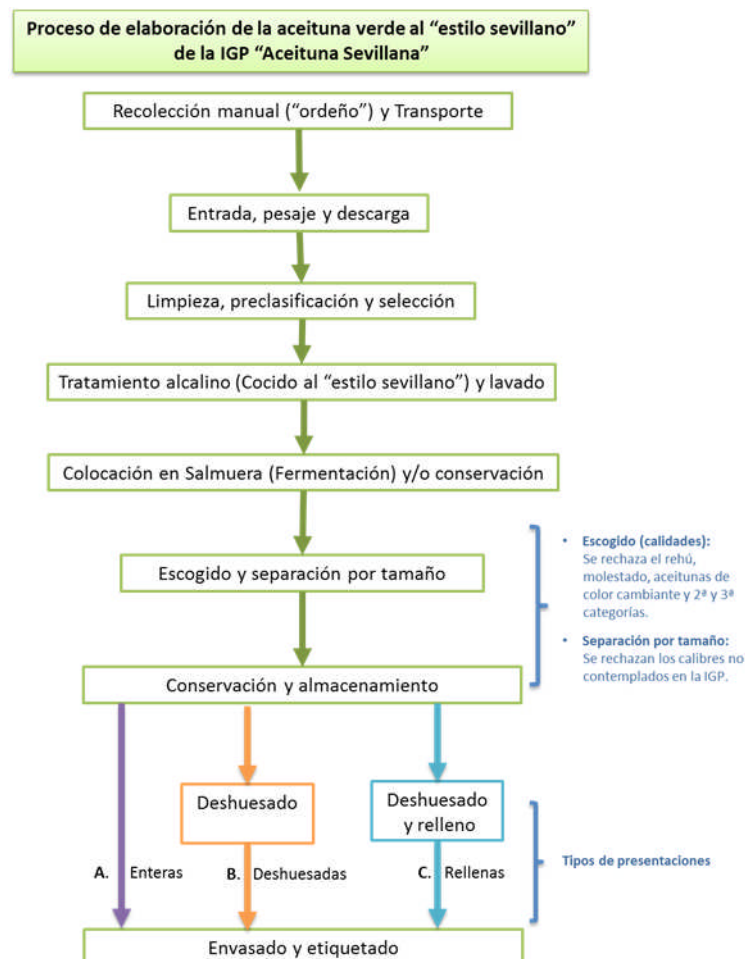 Proceso de elaboración de la aceituna verde al “estilo sevillano”
de la IGP “Aceituna Sevillana”
Recolección manual (“ordeño”) y Transporte
Entrada, pesaje y descarga
Limpieza, preclasificación y selección
Tratamiento alcalino (Cocido al “estilo sevillano”) y lavado
Colocación en Salmuera (Fermentación) y/o conservación
Escogido y separación por tamaño
• Escogido (calidades):
Se rechaza el rehú,
molestado, aceitunas de
color cambiante y 2ª y 3ª
categorías.
• Separación por tamaño:
Se rechazan los calibres no
contemplados en la IGP.
Conservación y almacenamiento
Deshuesado
Deshuesado
y relleno
A. Enteras
B. Deshuesadas
C. Rellenas
Tipos de presentaciones
Envasado y etiquetado